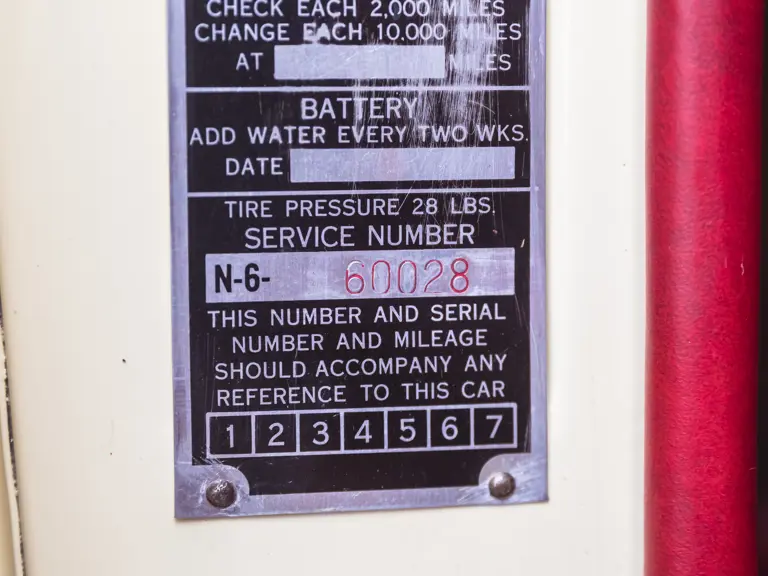 CHECK EACH 2,000 MILES
CHANGE EACH 10,000 MILES
AT MILES
BATTERY
ADD WATER EVERY TWO WKS.
DATE
TIRE PRESSURE 28 LBS.
SERVICE NUMBER
N-6- 60028
THIS NUMBER AND SERIAL
NUMBER AND MILEAGE
SHOULD ACCOMPANY ANY
REFERENCE TO THIS CAR
1 2 3 4 5 6 7